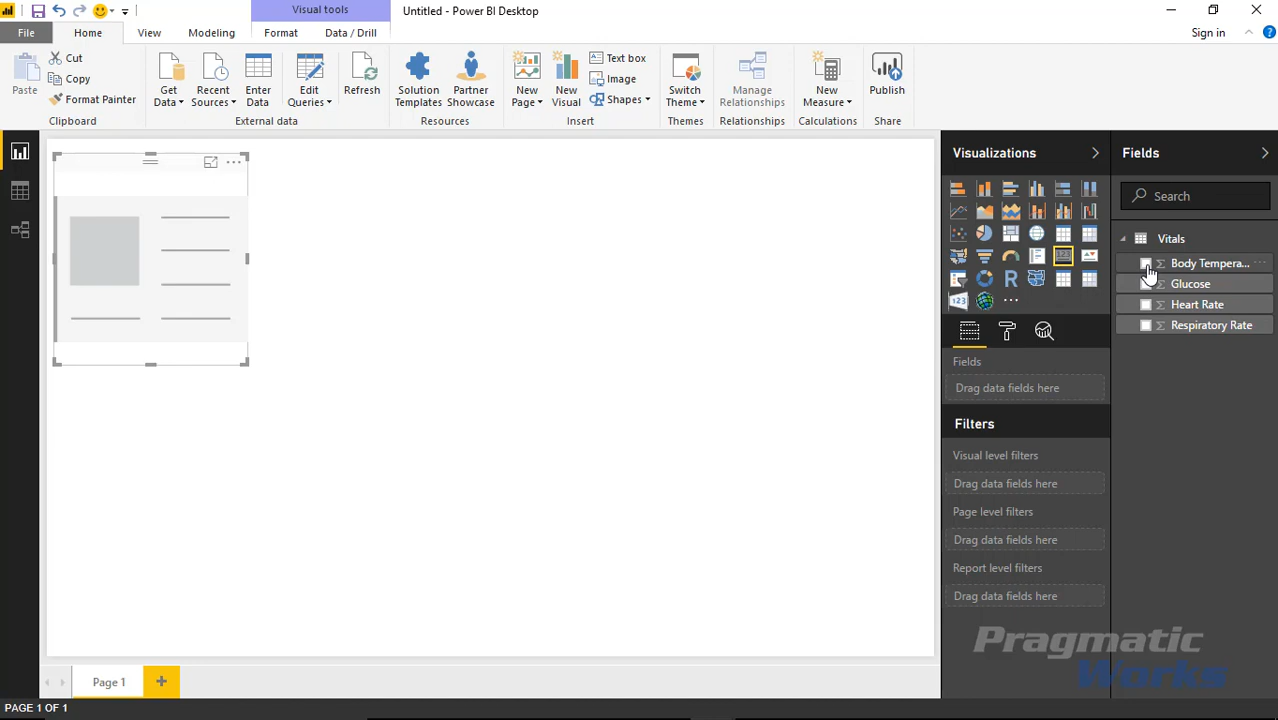 Visual tools
Untitled - Power BI Desktop
File
Home
View
Modeling
Format
Data / Drill
Sign in
Paste
Cut
Copy
Format Painter
Clipboard
Get Data
Recent Sources
Enter Data
External data
Edit Queries
Refresh
Solution Templates
Partner Showcase
Resources
New Page
New Visual
Text box
Image
Shapes
Insert
Switch Theme
Themes
Manage Relationships
Relationships
New Measure
Calculations
Publish
Share
Visualizations
R
123
Fields
Drag data fields here
Filters
Visual level filters
Drag data fields here
Page level filters
Drag data fields here
Report level filters
Drag data fields here
Fields
Search
Vitals
Body Tempera...
Glucose
Heart Rate
Respiratory Rate
Pragmatic
Works
Page 1
PAGE 1 OF 1